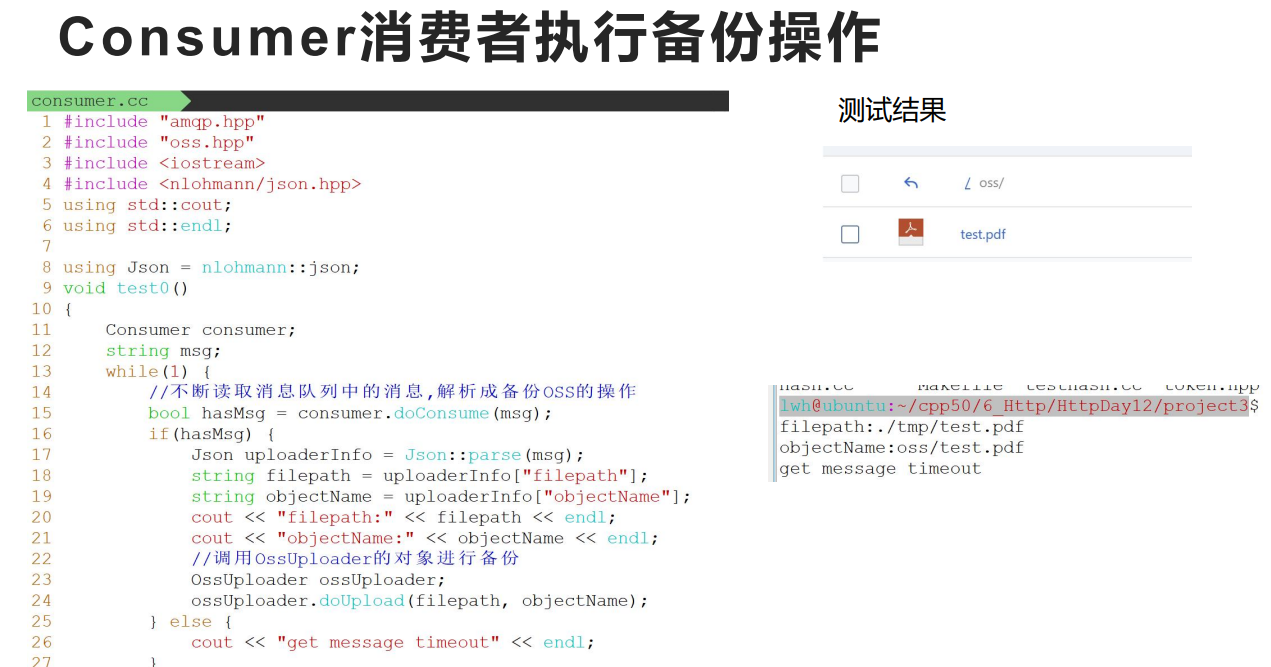 Consumer消费者执行备份操作
consumer.cc
1 #include "amqp.hpp"
2 #include "oss.hpp"
3 #include <iostream>
4 #include <nlohmann/json.hpp>
5 using std::cout;
6 using std::endl;
7
8 using Json = nlohmann::json;
9 void test0()
10 {
11     Consumer consumer;
12     string msg;
13     while(1) {
14         //不断读取消息队列中的消息,解析成备份OSS的操作
15         bool hasMsg = consumer.doConsume(msg);
16         if(hasMsg) {
17             Json uploaderInfo = Json::parse(msg);
18             string filepath = uploaderInfo["filepath"];
19             string objectName = uploaderInfo["objectName"];
20             cout << "filepath:" << filepath << endl;
21             cout << "objectName:" << objectName << endl;
22             //调用OssUploader的对象进行备份
23             OssUploader ossUploader;
24             ossUploader.doUpload(filepath, objectName);
25         } else {
26             cout << "get message timeout" << endl;
27         }
测试结果
/ oss/
test.pdf
hash.cc Makefile testhash.cc token.hpp
lwh@ubuntu:~/cpp50/6_Http/HttpDay12/project3$
filepath:./tmp/test.pdf
objectName:oss/test.pdf
get message timeout